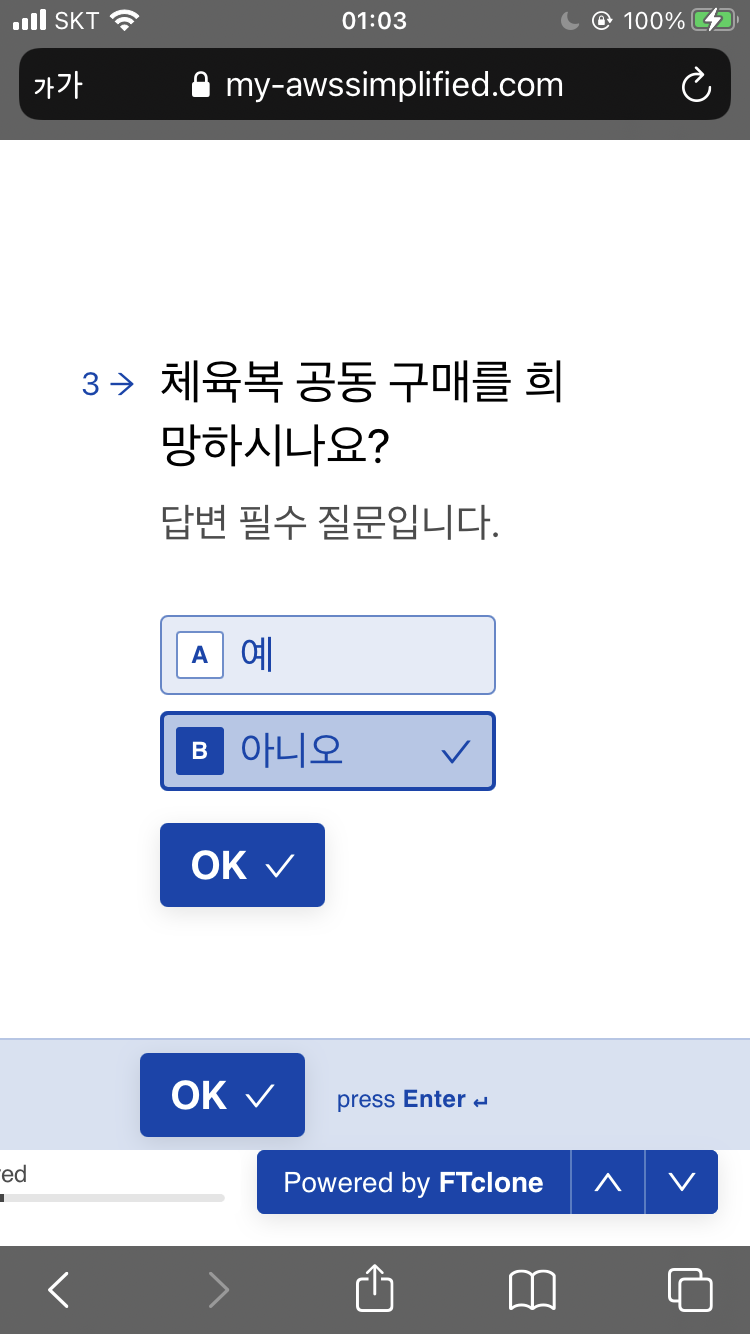 SKT 01:03 100%
가가 my-awssimplified.com
3 → 체육복 공동 구매를 희
망하시나요?
답변 필수 질문입니다.
A 예
B 아니오
OK
OK press Enter ↵
red
Powered by FTclone